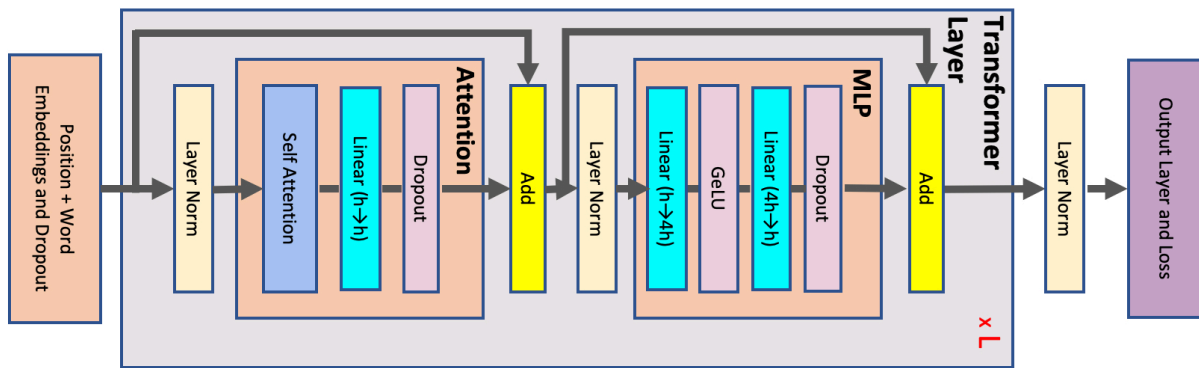 Position + Word
Embeddings and Dropout
Layer Norm
Attention
Self Attention
Linear (h→h)
Dropout
Add
Layer Norm
MLP
Linear (h→4h)
GeLU
Linear (4h→h)
Dropout
Add
Transformer
Layer
x L
Layer Norm
Output Layer and Loss